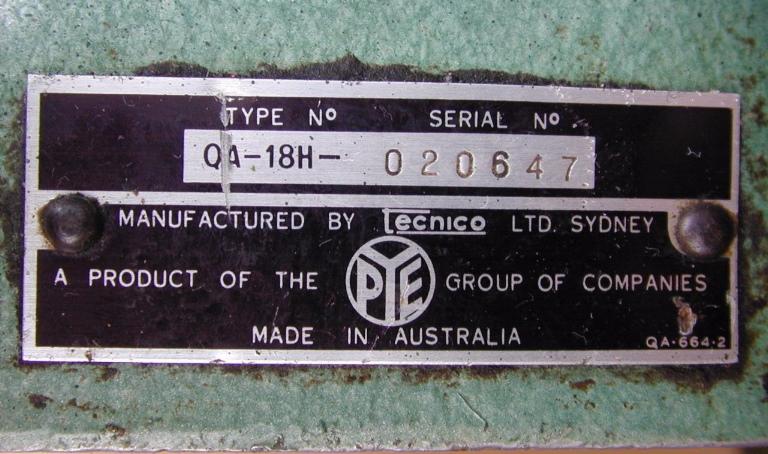 TYPE Nº SERIAL Nº
QA-18H- 020647
MANUFACTURED BY tecnico LTD. SYDNEY
A PRODUCT OF THE PYE GROUP OF COMPANIES
MADE IN AUSTRALIA
QA·664·2